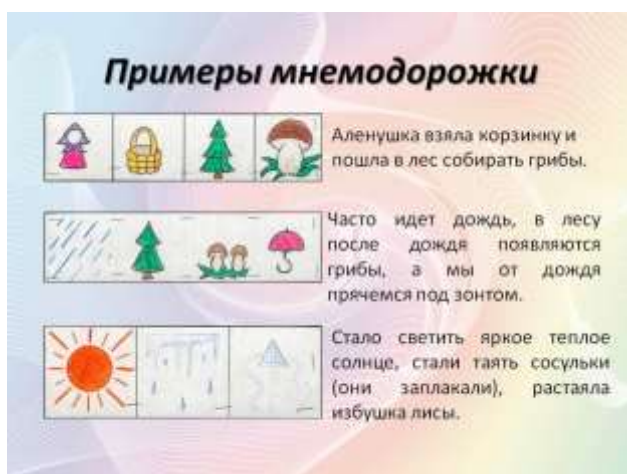 Примеры мнемодорожки
Аленушка взяла корзинку и
пошла в лес собирать грибы.
Часто идет дождь, в лесу
после дождя появляются
грибы, а мы от дождя
прячемся под зонтом.
Стало светить яркое теплое
солнце, стали таять сосульки
(они заплакали), растаяла
избушка лисы.